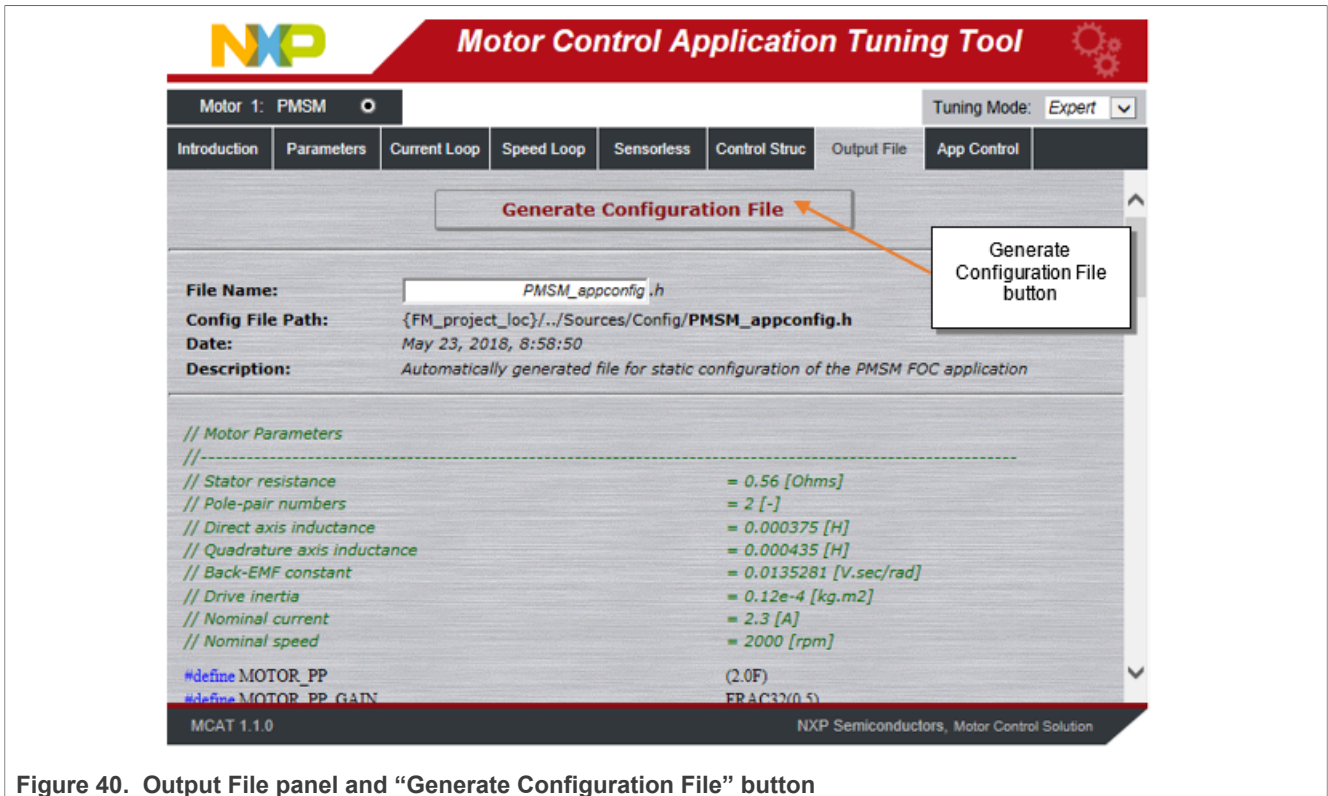 NXP
Motor Control Application Tuning Tool
Motor 1: PMSM
Tuning Mode: Expert
Introduction Parameters Current Loop Speed Loop Sensorless Control Struc Output File App Control
Generate Configuration File
Generate
Configuration File
button
File Name: PMSM_appconfig .h
Config File Path: {FM_project_loc}/../Sources/Config/PMSM_appconfig.h
Date: May 23, 2018, 8:58:50
Description: Automatically generated file for static configuration of the PMSM FOC application
// Motor Parameters
//----------------------------------------------------------------------------------------------------------------------
// Stator resistance = 0.56 [Ohms]
// Pole-pair numbers = 2 [-]
// Direct axis inductance = 0.000375 [H]
// Quadrature axis inductance = 0.000435 [H]
// Back-EMF constant = 0.0135281 [V.sec/rad]
// Drive inertia = 0.12e-4 [kg.m2]
// Nominal current = 2.3 [A]
// Nominal speed = 2000 [rpm]
#define MOTOR_PP (2.0F)
#define MOTOR_PP_GAIN FRAC32(0.5)
MCAT 1.1.0
NXP Semiconductors, Motor Control Solution
Figure 40. Output File panel and “Generate Configuration File” button